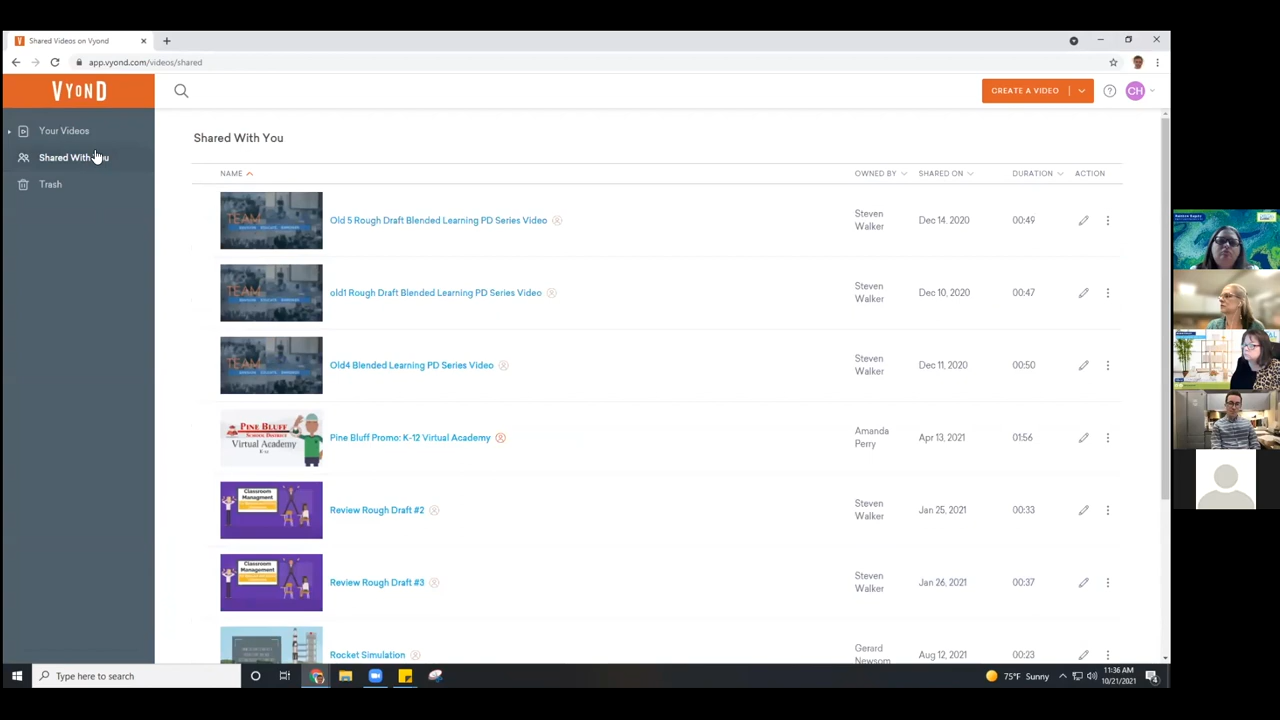 Shared Videos on Vyond
app.vyond.com/videos/shared
VYOND
CREATE A VIDEO
CH
Your Videos
Shared With You
Trash
Shared With You
NAME
OWNED BY
SHARED ON
DURATION
ACTION
TEAM
Old 5 Rough Draft Blended Learning PD Series Video
Steven
Walker
Dec 14. 2020
00:49
TEAM
old1 Rough Draft Blended Learning PD Series Video
Steven
Walker
Dec 10, 2020
00:47
TEAM
Old4 Blended Learning PD Series Video
Steven
Walker
Dec 11, 2020
00:50
PINE BLUFF
SCHOOL DISTRICT
Virtual Academy
K-12
Pine Bluff Promo: K-12 Virtual Academy
Amanda
Perry
Apr 13, 2021
01:56
Classroom
Managment
Review Rough Draft #2
Steven
Walker
Jan 25, 2021
00:33
Classroom
Management
Review Rough Draft #3
Steven
Walker
Jan 26, 2021
00:37
Rocket Simulation
Gerard
Newsom
Aug 12, 2021
00:23
Type here to search
75°F Sunny
11:36 AM
10/21/2021
4